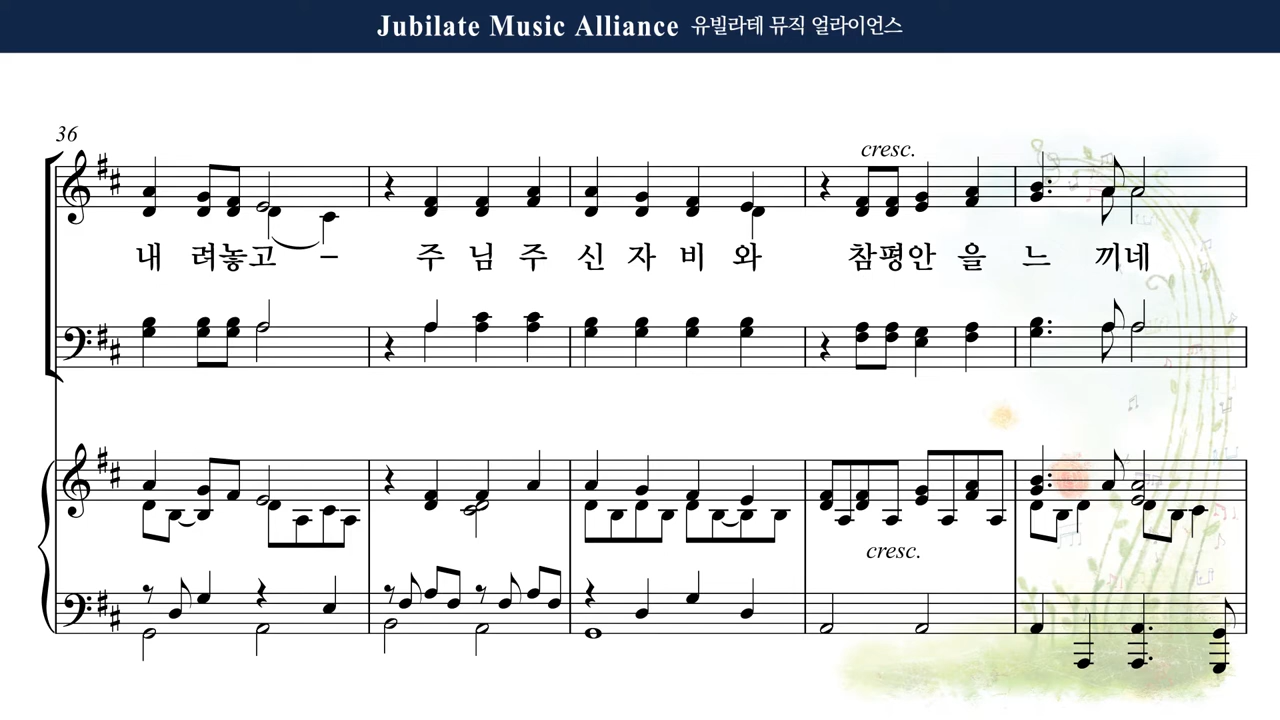 Jubilate Music Alliance 유빌라테 뮤직 얼라이언스
36
cresc.
내 려놓고 – 주 님 주 신 자 비 와 참평안 을 느 끼네
cresc.